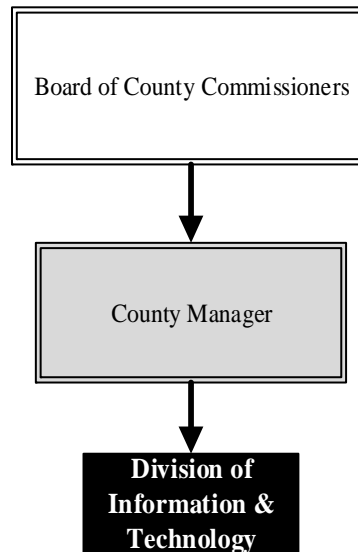 Board of County Commissioners
County Manager
Division of
Information &
Technology